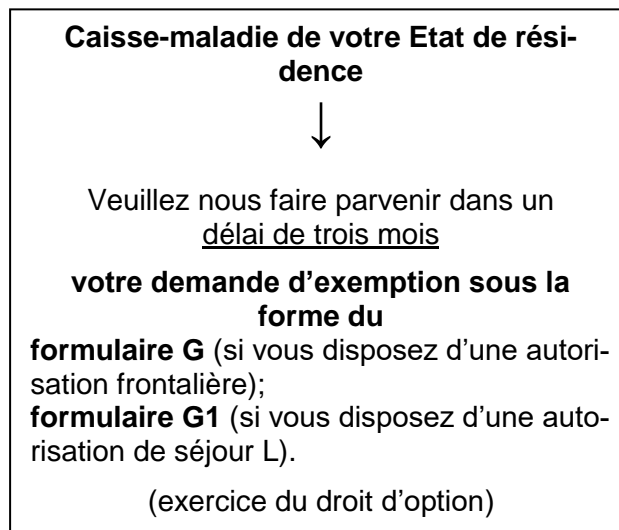 Caisse-maladie de votre Etat de rési-
dence
↓
Veuillez nous faire parvenir dans un
délai de trois mois
votre demande d’exemption sous la
forme du
formulaire G (si vous disposez d’une autori-
sation frontalière);
formulaire G1 (si vous disposez d’une auto-
risation de séjour L).
(exercice du droit d’option)